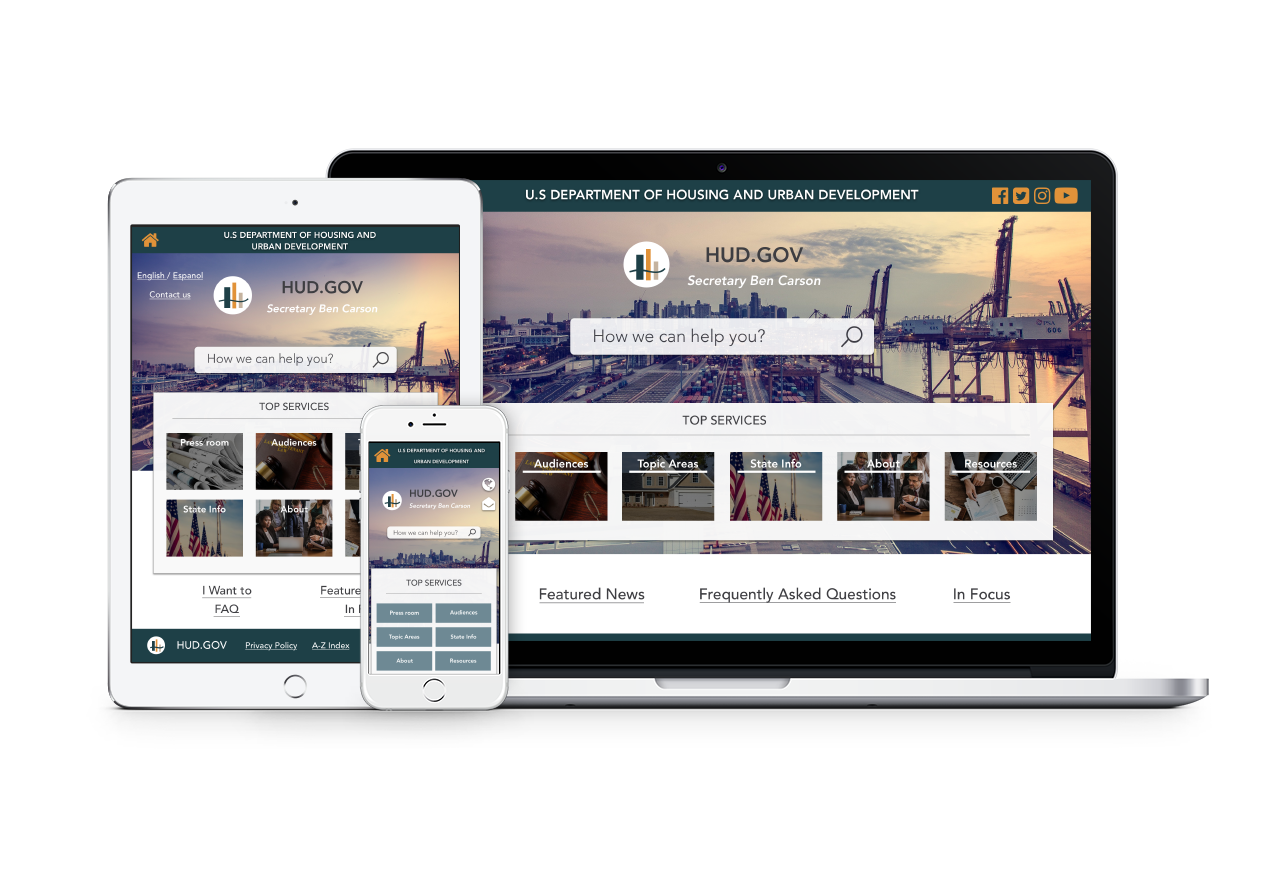 U.S DEPARTMENT OF HOUSING AND URBAN DEVELOPMENT
HUD.GOV
Secretary Ben Carson
How we can help you?
TOP SERVICES
Audiences
Topic Areas
State Info
About
Resources
Featured News
Frequently Asked Questions
In Focus
U.S DEPARTMENT OF HOUSING AND
URBAN DEVELOPMENT
English / Espanol
Contact us
HUD.GOV
Secretary Ben Carson
How we can help you?
TOP SERVICES
Press room
Audiences
State Info
About
I Want to
Feature
FAQ
In
HUD.GOV
Privacy Policy
A-Z Index
U.S DEPARTMENT OF HOUSING AND
URBAN DEVELOPMENT
HUD.GOV
Secretary Ben Carson
How we can help you?
TOP SERVICES
Press room
Audiences
Topic Areas
State Info
About
Resources